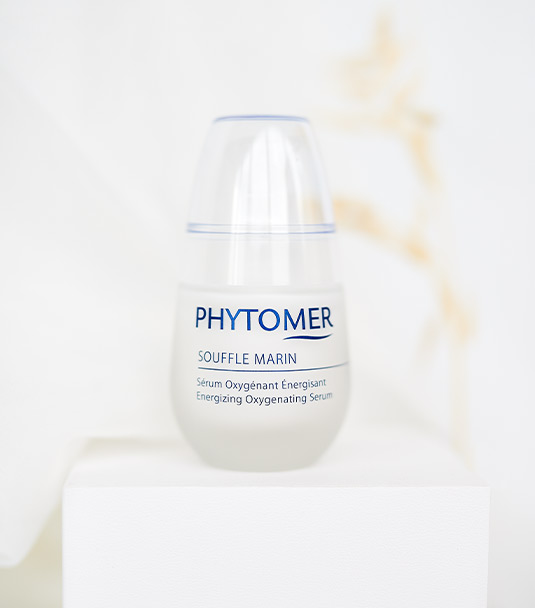 PHYTOMER
SOUFFLE MARIN
Sérum Oxygénant Énergisant
Energizing Oxygenating Serum